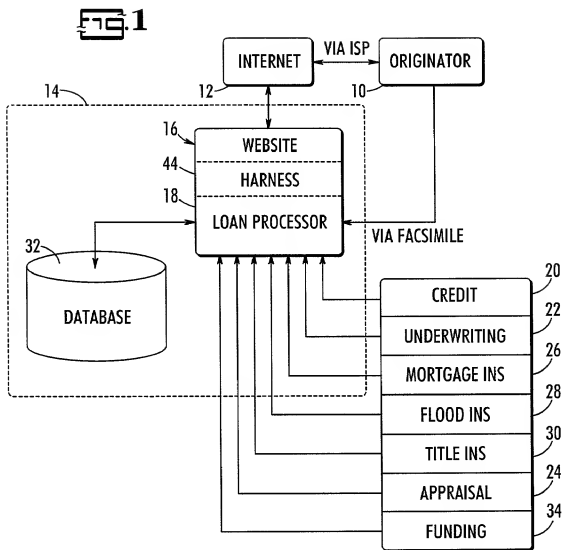 FIG.1
INTERNET
VIA ISP
ORIGINATOR
12
10
14
16
WEBSITE
44
HARNESS
18
LOAN PROCESSOR
VIA FACSIMILE
32
DATABASE
CREDIT
20
UNDERWRITING
22
MORTGAGE INS
26
FLOOD INS
28
TITLE INS
30
APPRAISAL
24
FUNDING
34